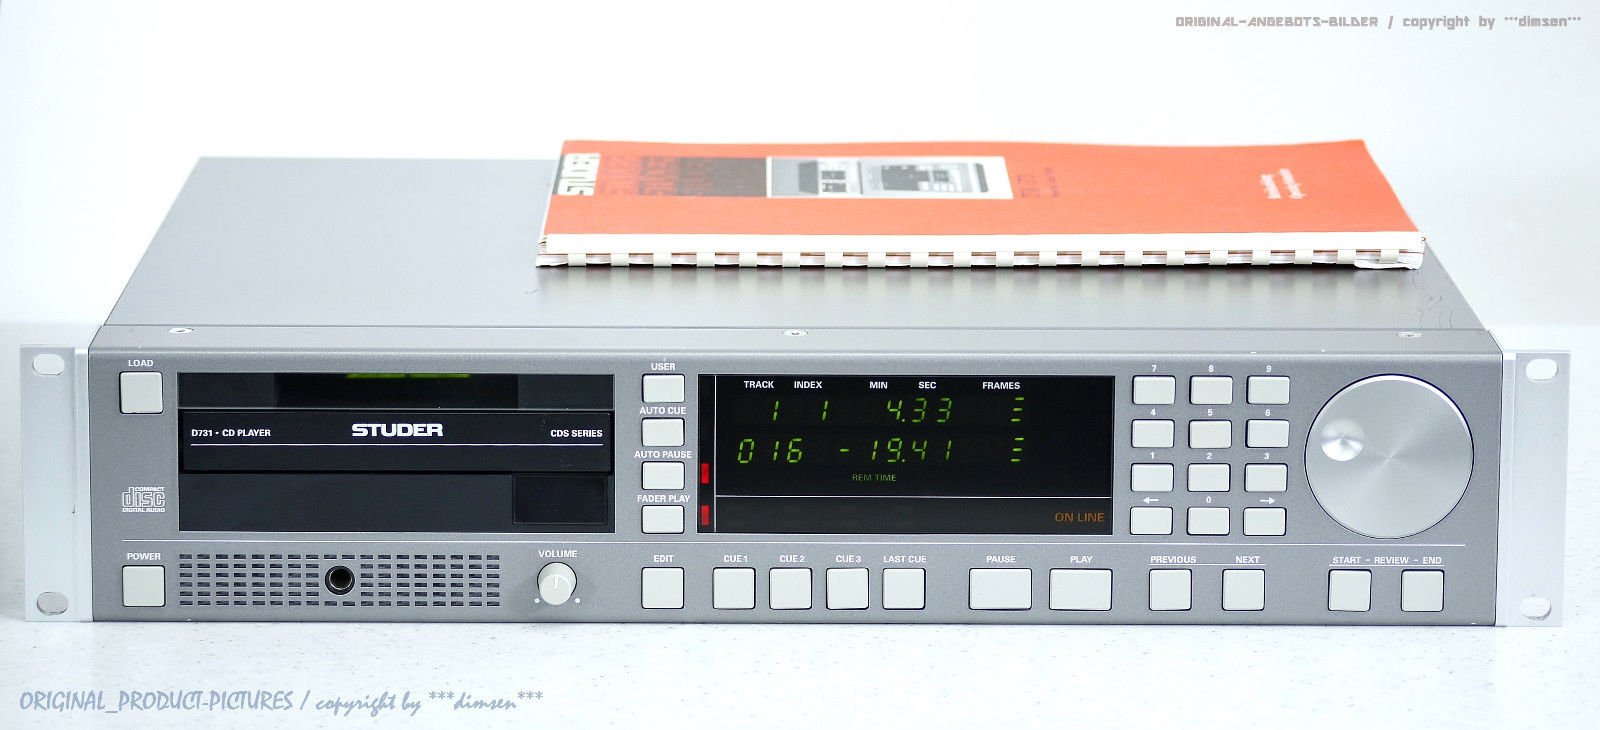 ORIGINAL-ANGEBOTS-BILDER / copyright by ***dimsen***
STUDER
LOAD
D731 • CD PLAYER STUDER CDS SERIES
COMPACT
disc
DIGITAL AUDIO
USER
AUTO CUE
AUTO PAUSE
FADER PLAY
TRACK INDEX MIN SEC FRAMES
1 1 4.33
016 -19.41
REM TIME
ON LINE
7 8 9
4 5 6
1 2 3
← 0 →
POWER
VOLUME
EDIT CUE 1 CUE 2 CUE 3 LAST CUE PAUSE PLAY PREVIOUS NEXT START - REVIEW - END
ORIGINAL_PRODUCT-PICTURES / copyright by ***dimsen***